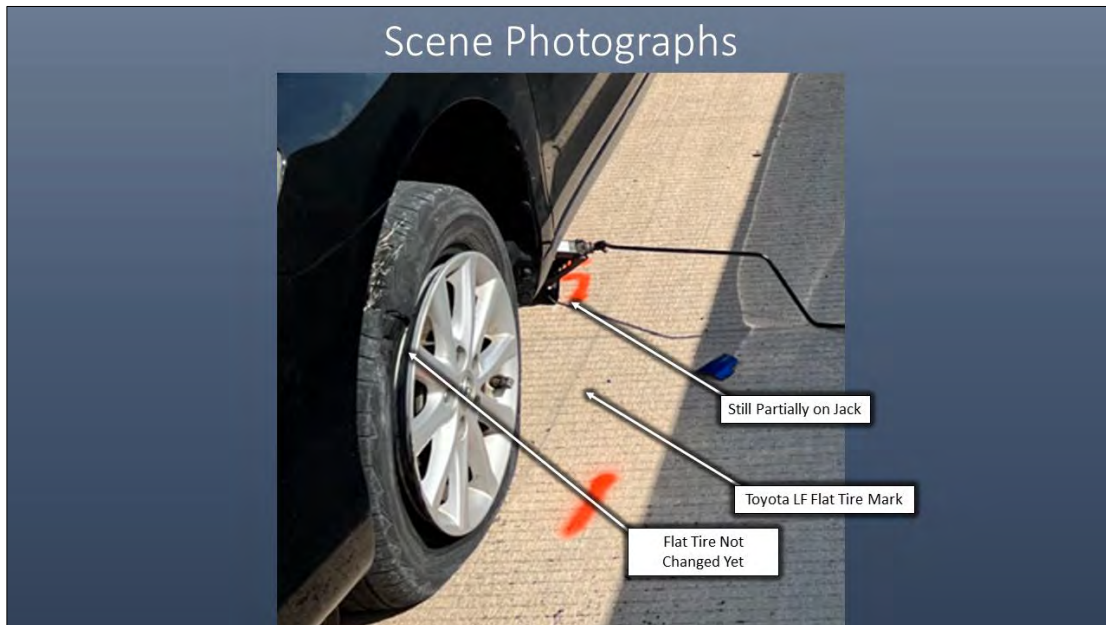 Scene Photographs
Still Partially on Jack
Toyota LF Flat Tire Mark
Flat Tire Not
Changed Yet